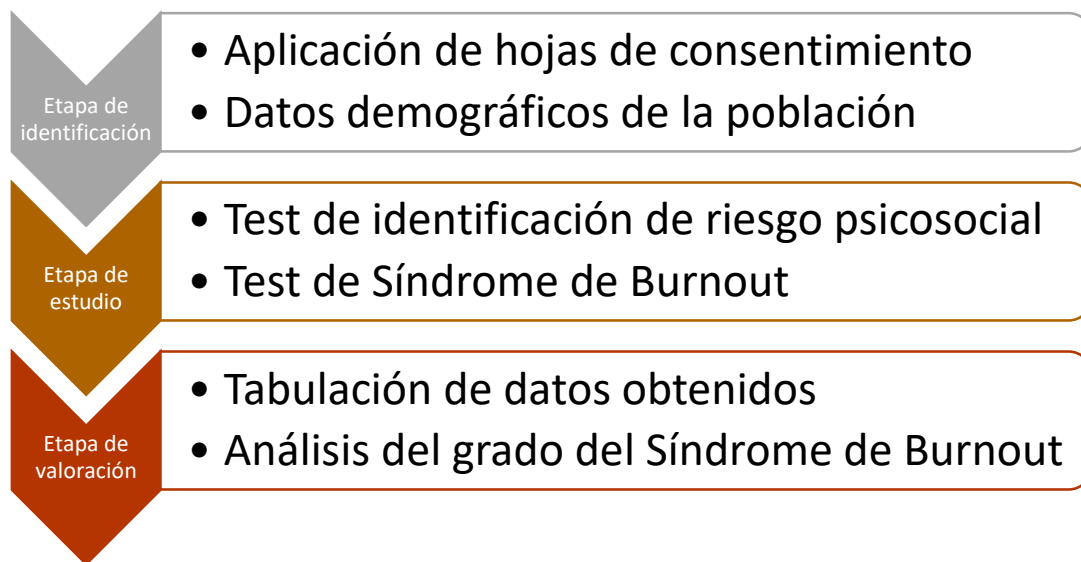 Etapa de
identificación
• Aplicación de hojas de consentimiento
• Datos demográficos de la población
Etapa de
estudio
• Test de identificación de riesgo psicosocial
• Test de Síndrome de Burnout
Etapa de
valoración
• Tabulación de datos obtenidos
• Análisis del grado del Síndrome de Burnout